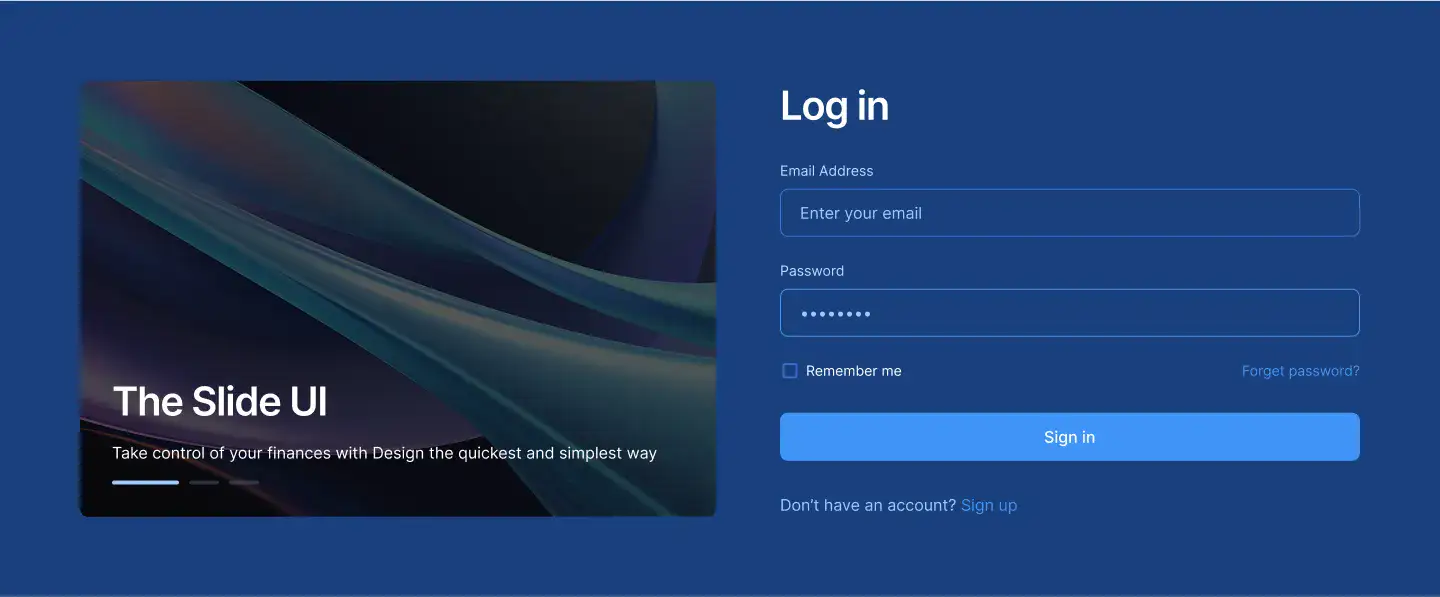 The Slide UI
Take control of your finances with Design the quickest and simplest way
Log in
Email Address
Enter your email
Password
••••••••
Remember me
Forget password?
Sign in
Don't have an account? Sign up